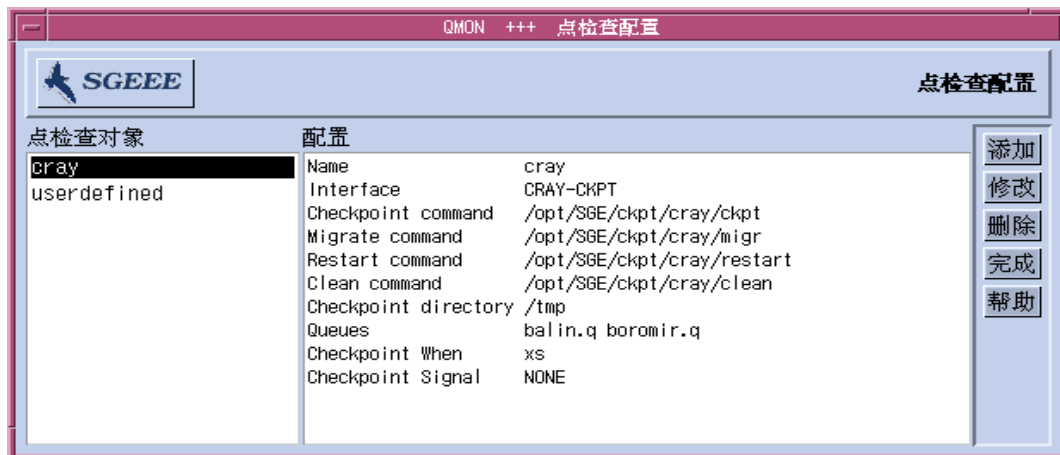 QMON +++ 点检查配置
SGEEE
点检查配置
点检查对象
配置
cray
userdefined
Name cray
Interface CRAY-CKPT
Checkpoint command /opt/SGE/ckpt/cray/ckpt
Migrate command /opt/SGE/ckpt/cray/migr
Restart command /opt/SGE/ckpt/cray/restart
Clean command /opt/SGE/ckpt/cray/clean
Checkpoint directory /tmp
Queues balin.q boromir.q
Checkpoint When xs
Checkpoint Signal NONE
添加
修改
删除
完成
帮助